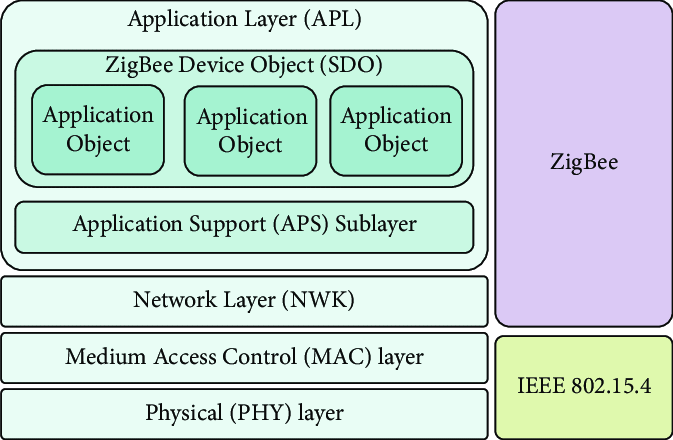 Application Layer (APL)
ZigBee Device Object (SDO)
Application
Object
Application
Object
Application
Object
Application Support (APS) Sublayer
Network Layer (NWK)
Medium Access Control (MAC) layer
Physical (PHY) layer
ZigBee
IEEE 802.15.4